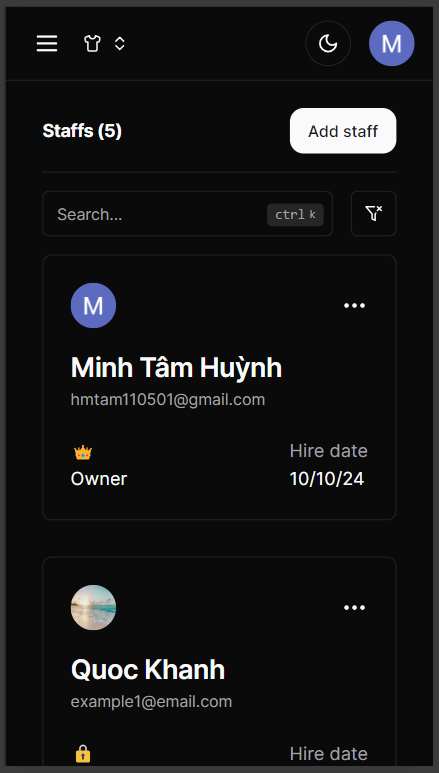 M
Staffs (5)
Add staff
Search...
ctrl k
M
Minh Tâm Huỳnh
hmtam110501@gmail.com
Hire date
Owner
10/10/24
Quoc Khanh
example1@email.com
Hire date